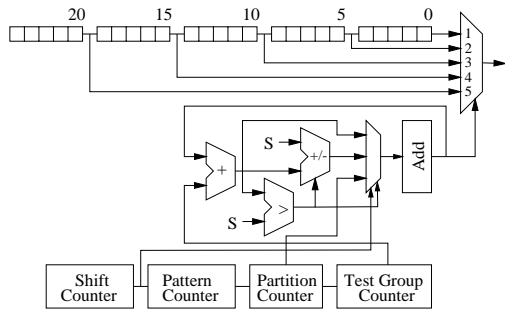 20 15 10 5 0
1
2
3
4
5
S +/-
+
Add
>
S
Shift Counter
Pattern Counter
Partition Counter
Test Group Counter